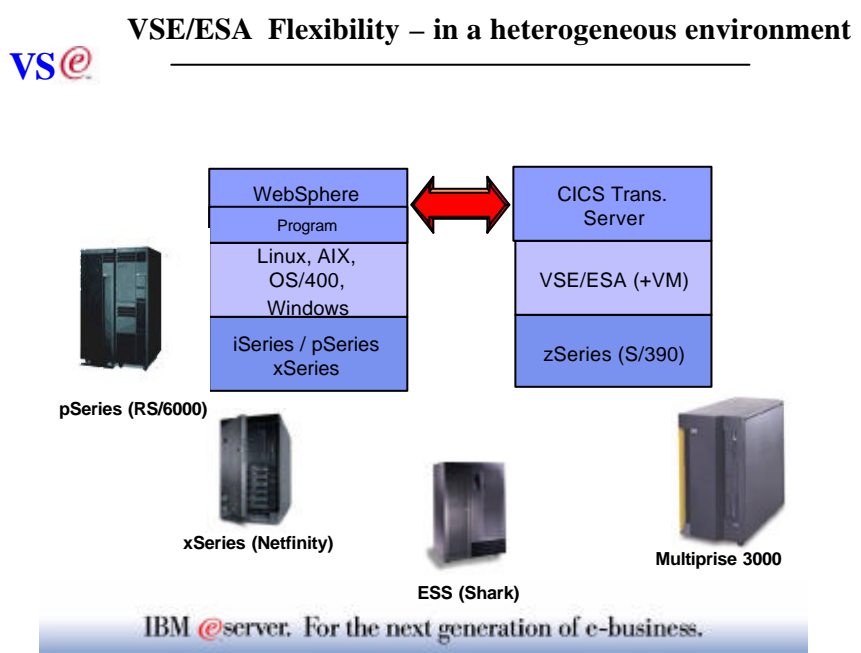 VSE/ESA Flexibility – in a heterogeneous environment
VS@
WebSphere
Program
Linux, AIX,
OS/400,
Windows
iSeries / pSeries
xSeries
CICS Trans.
Server
VSE/ESA (+VM)
zSeries (S/390)
pSeries (RS/6000)
xSeries (Netfinity)
ESS (Shark)
Multiprise 3000
IBM @server. For the next generation of e-business.